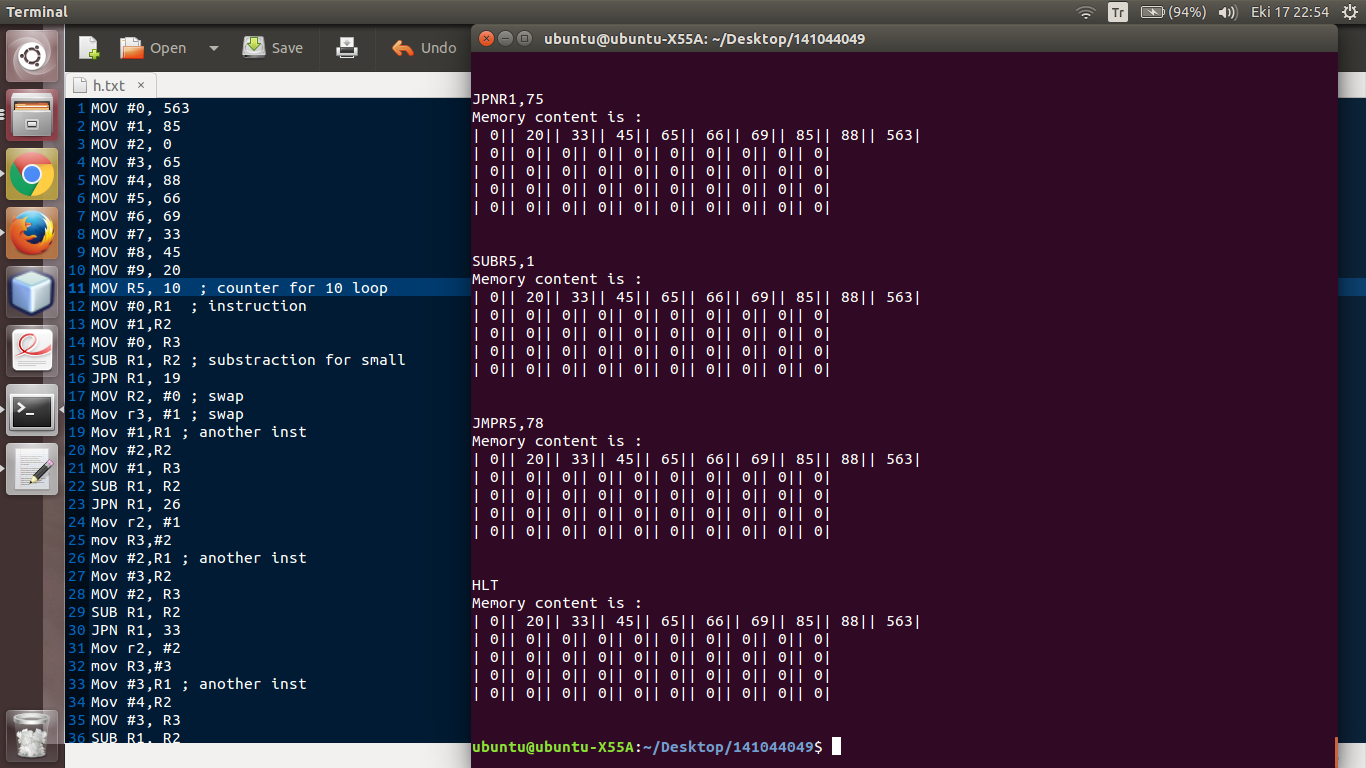 Terminal
Tr (94%) Eki 17 22:54
Open Save Undo
h.txt ×
1 MOV #0, 563
2 MOV #1, 85
3 MOV #2, 0
4 MOV #3, 65
5 MOV #4, 88
6 MOV #5, 66
7 MOV #6, 69
8 MOV #7, 33
9 MOV #8, 45
10 MOV #9, 20
11 MOV R5, 10  ; counter for 10 loop
12 MOV #0,R1  ; instruction
13 MOV #1,R2
14 MOV #0, R3
15 SUB R1, R2 ; substraction for small
16 JPN R1, 19
17 MOV R2, #0 ; swap
18 Mov r3, #1 ; swap
19 Mov #1,R1 ; another inst
20 Mov #2,R2
21 MOV #1, R3
22 SUB R1, R2
23 JPN R1, 26
24 Mov r2, #1
25 mov R3,#2
26 Mov #2,R1 ; another inst
27 Mov #3,R2
28 MOV #2, R3
29 SUB R1, R2
30 JPN R1, 33
31 Mov r2, #2
32 mov R3,#3
33 Mov #3,R1 ; another inst
34 Mov #4,R2
35 MOV #3, R3
36 SUB R1, R2
ubuntu@ubuntu-X55A: ~/Desktop/141044049
JPNR1,75
Memory content is :
| 0|| 20|| 33|| 45|| 65|| 66|| 69|| 85|| 88|| 563|
| 0|| 0|| 0|| 0|| 0|| 0|| 0|| 0|| 0|| 0|
| 0|| 0|| 0|| 0|| 0|| 0|| 0|| 0|| 0|| 0|
| 0|| 0|| 0|| 0|| 0|| 0|| 0|| 0|| 0|| 0|
| 0|| 0|| 0|| 0|| 0|| 0|| 0|| 0|| 0|| 0|
SUBR5,1
Memory content is :
| 0|| 20|| 33|| 45|| 65|| 66|| 69|| 85|| 88|| 563|
| 0|| 0|| 0|| 0|| 0|| 0|| 0|| 0|| 0|| 0|
| 0|| 0|| 0|| 0|| 0|| 0|| 0|| 0|| 0|| 0|
| 0|| 0|| 0|| 0|| 0|| 0|| 0|| 0|| 0|| 0|
| 0|| 0|| 0|| 0|| 0|| 0|| 0|| 0|| 0|| 0|
JMPR5,78
Memory content is :
| 0|| 20|| 33|| 45|| 65|| 66|| 69|| 85|| 88|| 563|
| 0|| 0|| 0|| 0|| 0|| 0|| 0|| 0|| 0|| 0|
| 0|| 0|| 0|| 0|| 0|| 0|| 0|| 0|| 0|| 0|
| 0|| 0|| 0|| 0|| 0|| 0|| 0|| 0|| 0|| 0|
| 0|| 0|| 0|| 0|| 0|| 0|| 0|| 0|| 0|| 0|
HLT
Memory content is :
| 0|| 20|| 33|| 45|| 65|| 66|| 69|| 85|| 88|| 563|
| 0|| 0|| 0|| 0|| 0|| 0|| 0|| 0|| 0|| 0|
| 0|| 0|| 0|| 0|| 0|| 0|| 0|| 0|| 0|| 0|
| 0|| 0|| 0|| 0|| 0|| 0|| 0|| 0|| 0|| 0|
| 0|| 0|| 0|| 0|| 0|| 0|| 0|| 0|| 0|| 0|
ubuntu@ubuntu-X55A:~/Desktop/141044049$